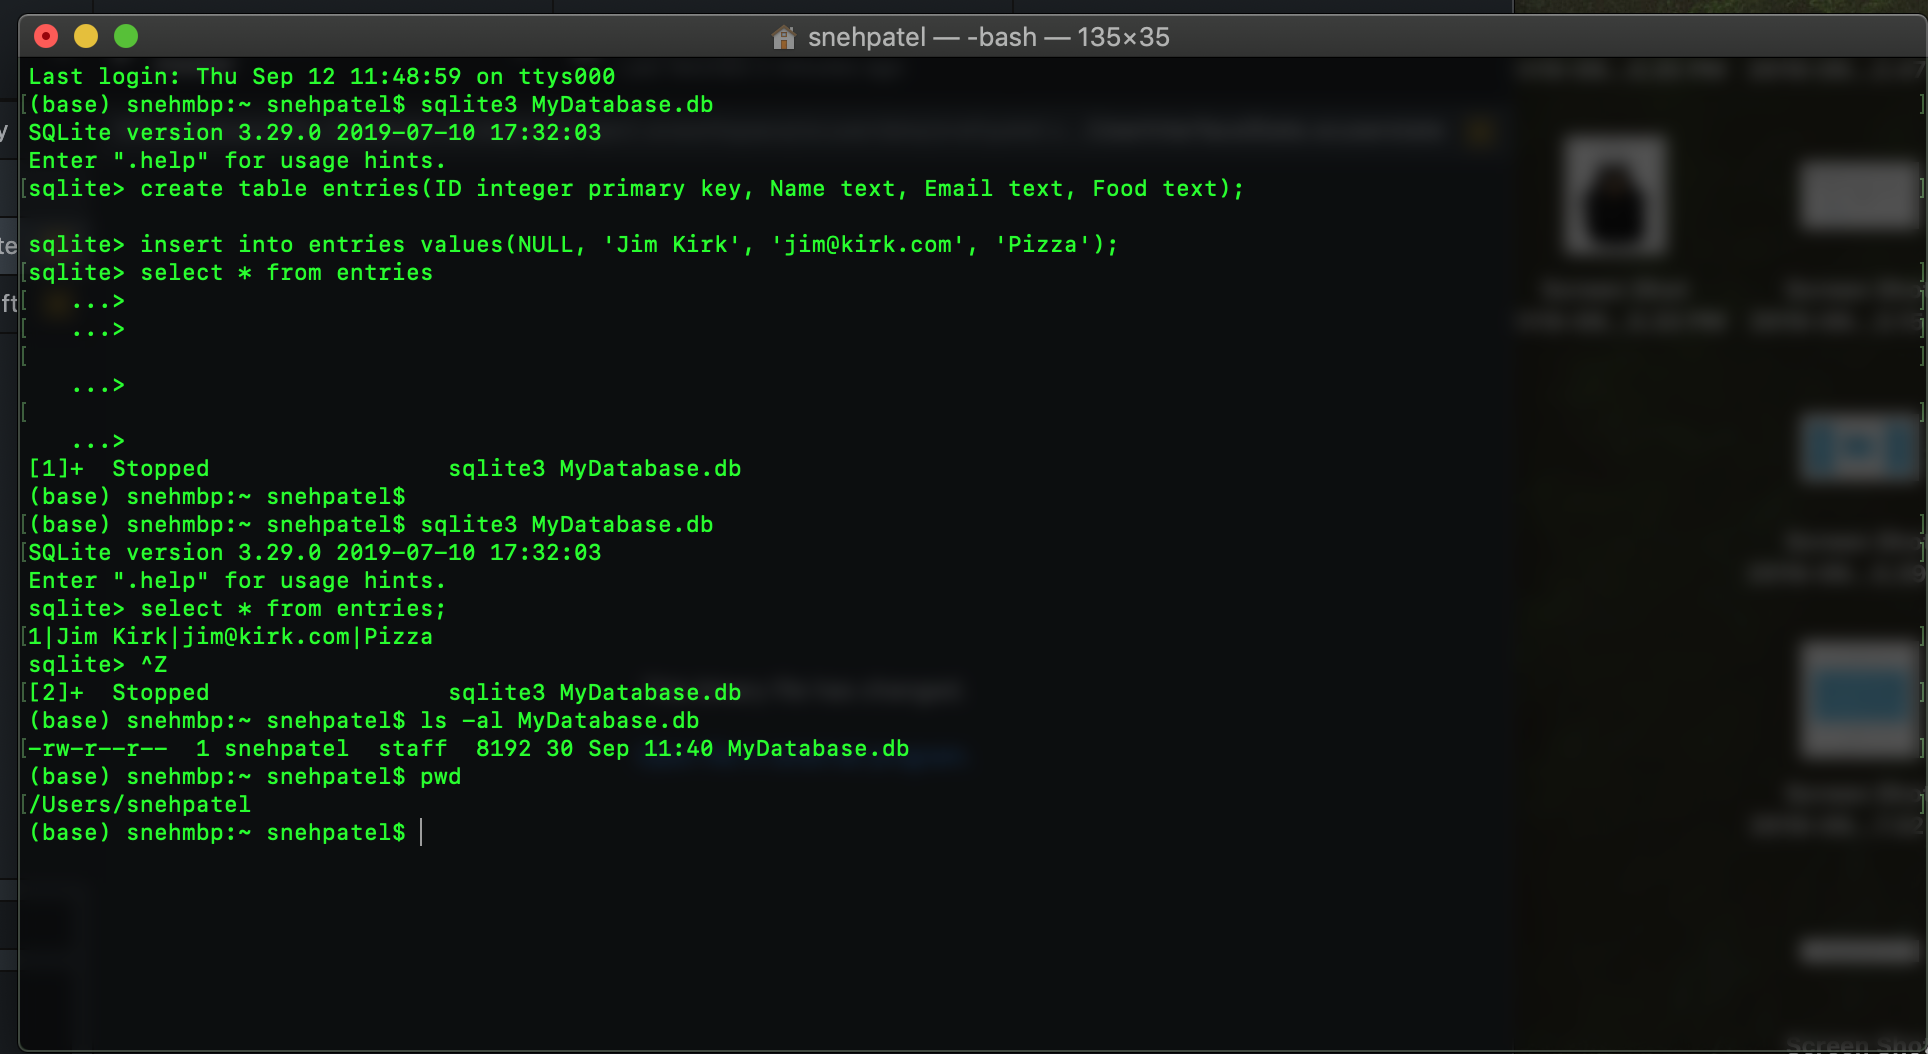 snehpatel — -bash — 135×35
Last login: Thu Sep 12 11:48:59 on ttys000
(base) snehmbp:~ snehpatel$ sqlite3 MyDatabase.db
SQLite version 3.29.0 2019-07-10 17:32:03
Enter ".help" for usage hints.
sqlite> create table entries(ID integer primary key, Name text, Email text, Food text);
sqlite> insert into entries values(NULL, 'Jim Kirk', 'jim@kirk.com', 'Pizza');
sqlite> select * from entries
...>
...>
...>
...>
[1]+  Stopped                 sqlite3 MyDatabase.db
(base) snehmbp:~ snehpatel$
(base) snehmbp:~ snehpatel$ sqlite3 MyDatabase.db
SQLite version 3.29.0 2019-07-10 17:32:03
Enter ".help" for usage hints.
sqlite> select * from entries;
1|Jim Kirk|jim@kirk.com|Pizza
sqlite> ^Z
[2]+  Stopped                 sqlite3 MyDatabase.db
(base) snehmbp:~ snehpatel$ ls -al MyDatabase.db
-rw-r--r--  1 snehpatel  staff  8192 30 Sep 11:40 MyDatabase.db
(base) snehmbp:~ snehpatel$ pwd
/Users/snehpatel
(base) snehmbp:~ snehpatel$